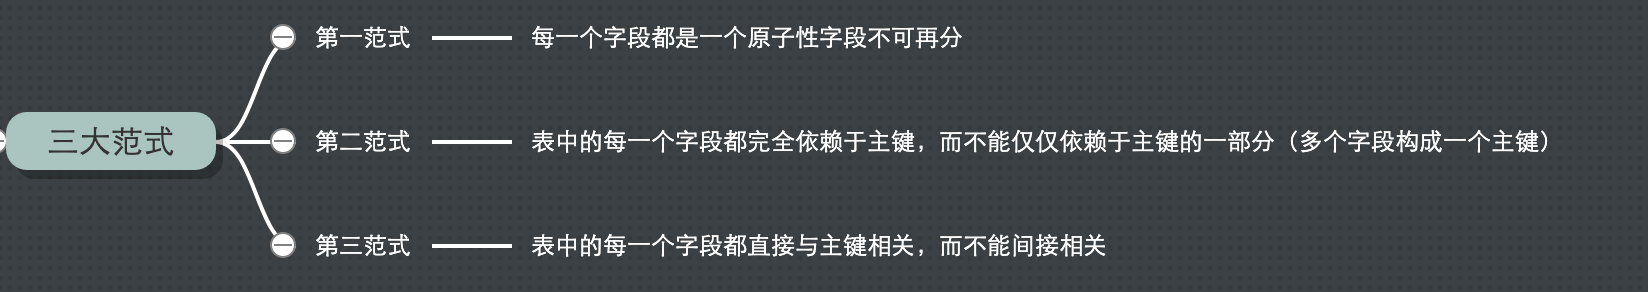 第一范式
每一个字段都是一个原子性字段不可再分
三大范式
第二范式
表中的每一个字段都完全依赖于主键，而不能仅仅依赖于主键的一部分（多个字段构成一个主键）
第三范式
表中的每一个字段都直接与主键相关，而不能间接相关